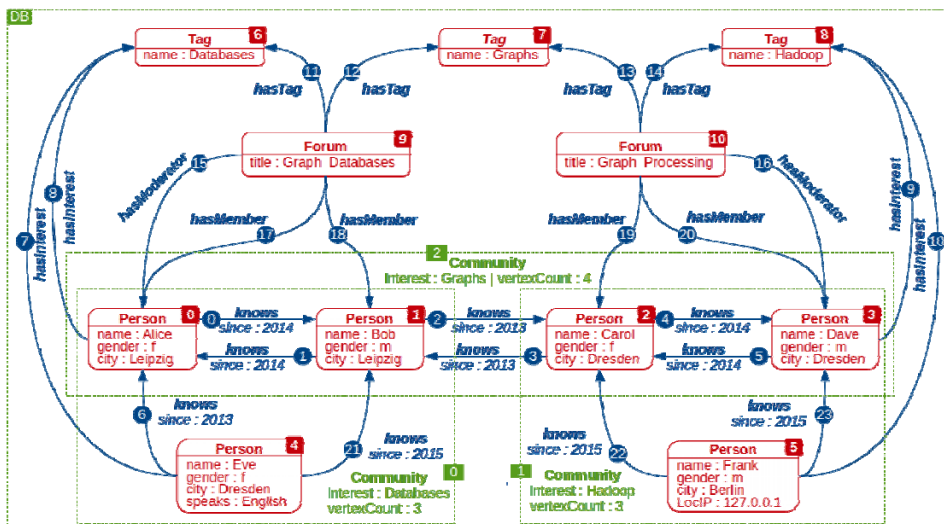 DB
Tag 6
name : Databases
Tag 7
name : Graphs
Tag 8
name : Hadoop
11
hasTag
12
hasTag
13
hasTag
14
hasTag
Forum 9
title : Graph Databases
Forum 10
title : Graph Processing
15
hasModerator
16
hasModerator
7
hasInterest
8
hasInterest
9
hasInterest
10
hasInterest
hasMember
17
hasMember
18
hasMember
19
hasMember
20
2
Community
Interest : Graphs | vertexCount : 4
Person 0
name : Alice
gender : f
city : Leipzig
0 knows
since : 2014
knows 1
since : 2014
Person 1
name : Bob
gender : m
city : Leipzig
2 knows
since : 2013
knows 3
since : 2013
Person 2
name : Carol
gender : f
city : Dresden
4 knows
since : 2014
knows 5
since : 2014
Person 3
name : Dave
gender : m
city : Dresden
6 knows
since : 2013
21 knows
since : 2015
knows 22
since : 2015
knows 23
since : 2015
Person 4
name : Eve
gender : f
city : Dresden
speaks : English
Community 0
Interest : Databases
vertexCount : 3
1 Community
Interest : Hadoop
vertexCount : 3
Person 5
name : Frank
gender : m
city : Berlin
LocIP : 127.0.0.1